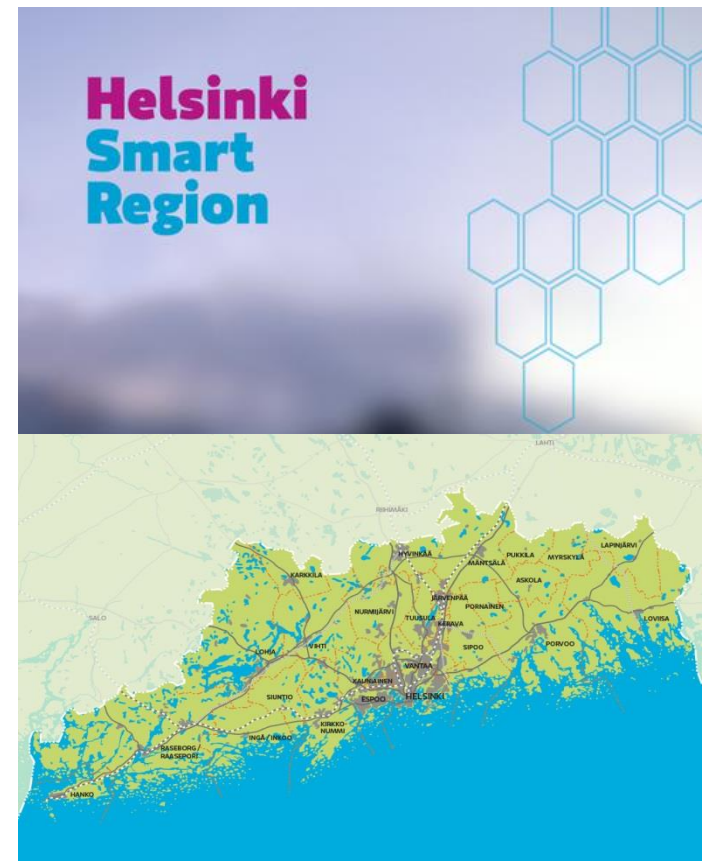 Helsinki
Smart
Region
LAHTI
RIIHIMÄKI
HYVINKÄÄ
MÄNTSÄLÄ
PUKKILA
MYRSKYLÄ
LAPINJÄRVI
KARKKILA
ASKOLA
JÄRVENPÄÄ
NURMIJÄRVI
PORNAINEN
TUUSULA
KERAVA
SALO
LOVIISA
LOHJA
VIHTI
SIPOO
PORVOO
VANTAA
KAUNIAINEN
SIUNTIO
ESPOO
HELSINKI
KIRKKO-
NUMMI
INGÅ / INKOO
RASEBORG /
RAASEPORI
HANKO